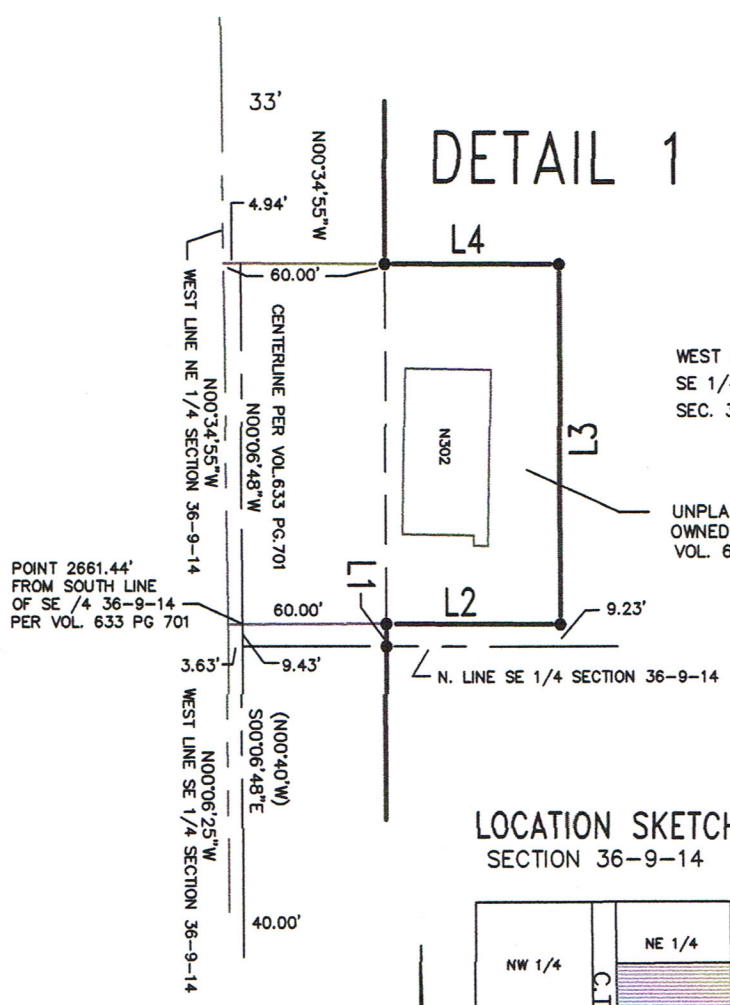 33'
N00°34'55"W
DETAIL 1
4.94'
L4
60.00'
WEST LINE NE 1/4 SECTION 36-9-14
N00°34'55"W
CENTERLINE PER VOL.633 PG.701
N00°06'48"W
N302
L3
WEST
SE 1/4
SEC. 3
UNPLA
OWNED
VOL. 6
POINT 2661.44'
FROM SOUTH LINE
OF SE /4 36-9-14
PER VOL. 633 PG 701
60.00'
L1
L2
9.23'
3.63'
9.43'
N. LINE SE 1/4 SECTION 36-9-14
WEST LINE SE 1/4 SECTION 36-9-14
N00°06'25"W
S00°06'48"E
(N00°40'W)
40.00'
LOCATION SKETCH
SECTION 36-9-14
NW 1/4
C.T
NE 1/4